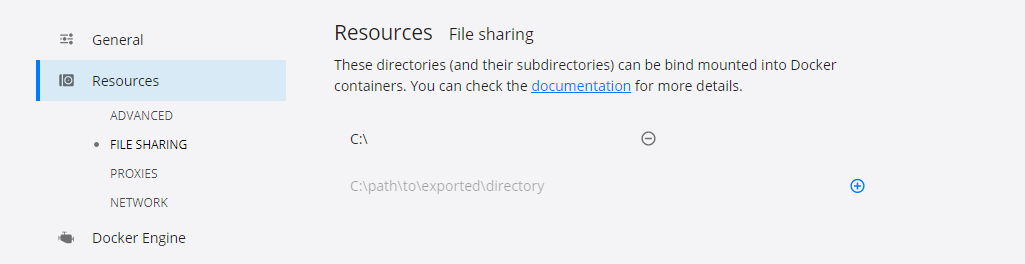 General
Resources
ADVANCED
FILE SHARING
PROXIES
NETWORK
Docker Engine
Resources File sharing
These directories (and their subdirectories) can be bind mounted into Docker
containers. You can check the documentation for more details.
C:\
C:\path\to\exported\directory